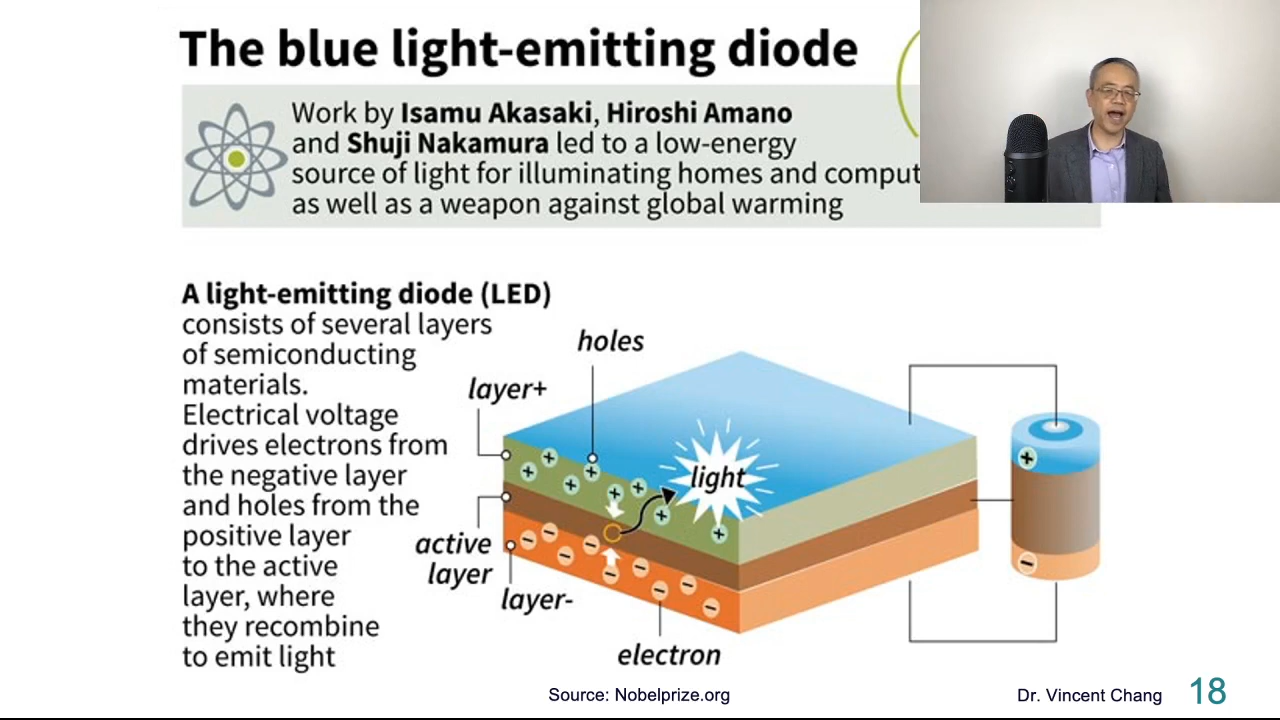 The blue light-emitting diode
Work by Isamu Akasaki, Hiroshi Amano
and Shuji Nakamura led to a low-energy
source of light for illuminating homes and comput
as well as a weapon against global warming
A light-emitting diode (LED)
consists of several layers
of semiconducting
materials.
Electrical voltage
drives electrons from
the negative layer
and holes from the
positive layer
to the active
layer, where
they recombine
to emit light
holes
layer+
light
active
layer
layer-
electron
Source: Nobelprize.org
Dr. Vincent Chang
18